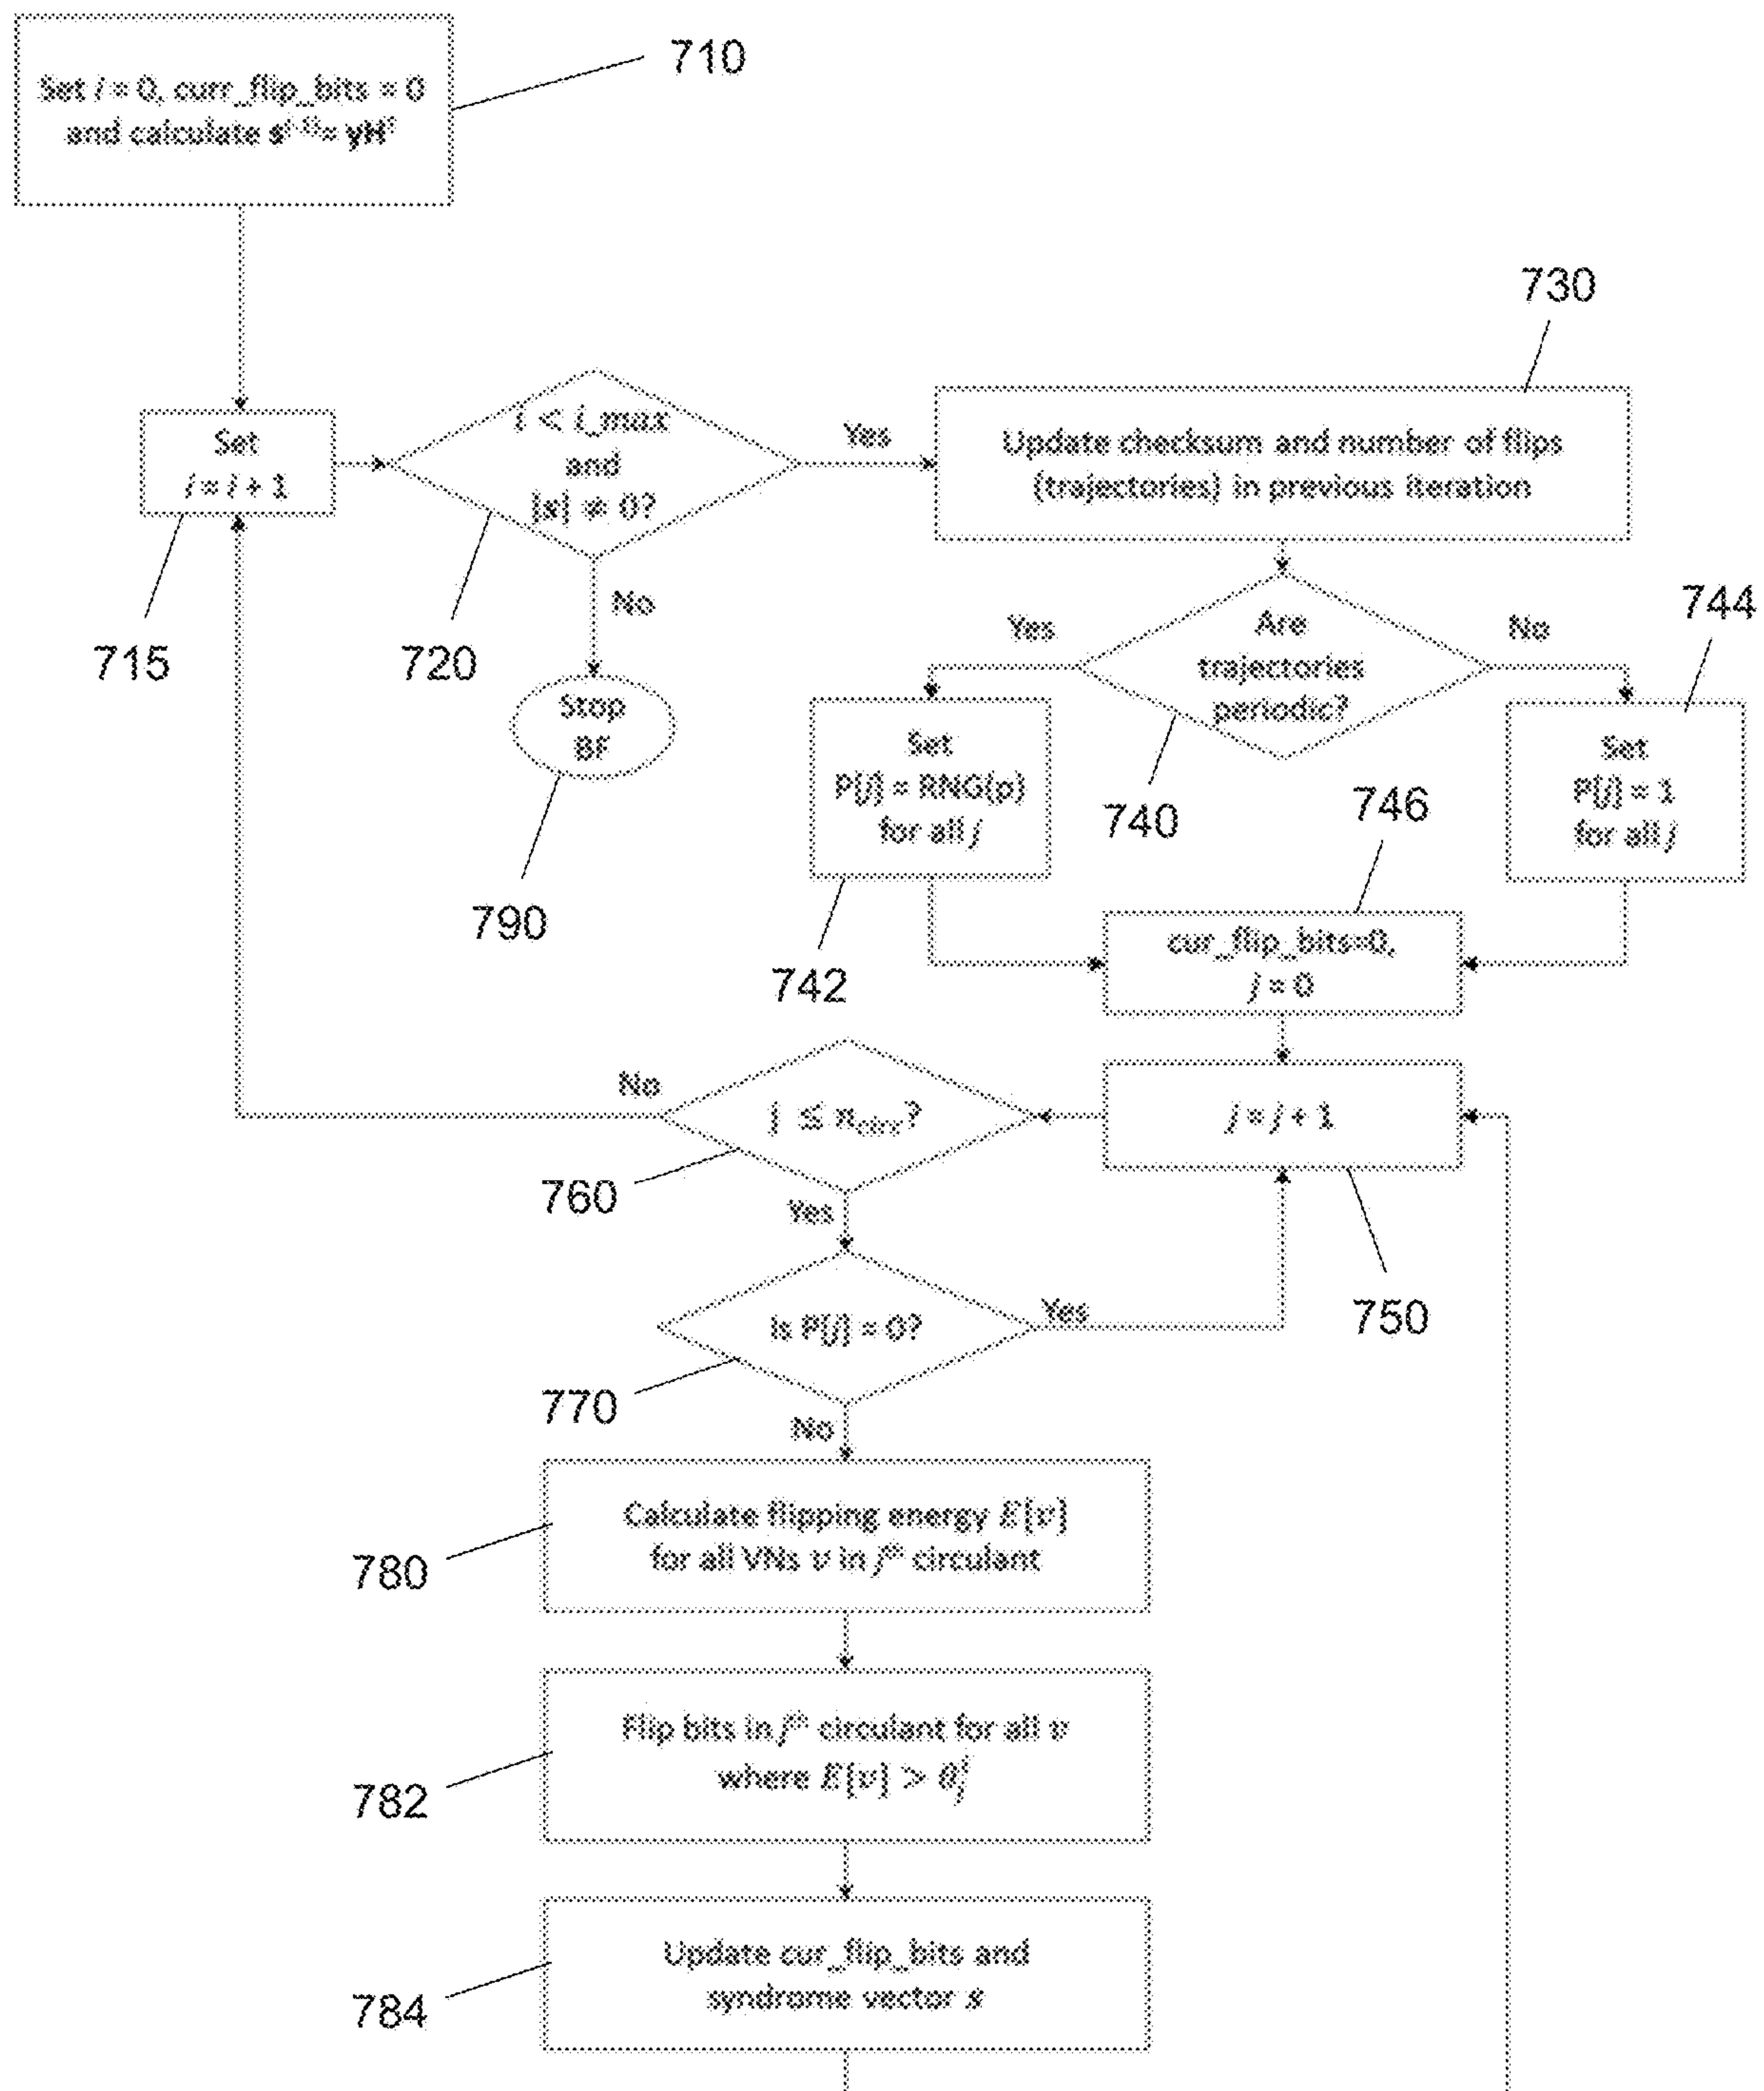 Set i = 0, curr_flip_bits = 0
and calculate = yHᵀ
710
Set
i = i + 1
715
i < i_max
and
|s| ≠ 0?
720
Yes
No
Stop
BF
790
730
Update checksum and number of flips
(trajectories) in previous iteration
Are
trajectories
periodic?
740
Yes
No
744
Set
P[j] = RNG(p)
for all j
742
Set
P[j] = 1
for all j
746
cur_flip_bits=0,
j = 0
j = j + 1
750
j ≤ n_circ?
760
No
Yes
Is P[j] = 0?
770
Yes
No
Calculate flipping energy E[v]
for all VNs v in jᵗʰ circulant
780
Flip bits in jᵗʰ circulant for all v
where E[v] >
782
Update cur_flip_bits and
syndrome vector s
784